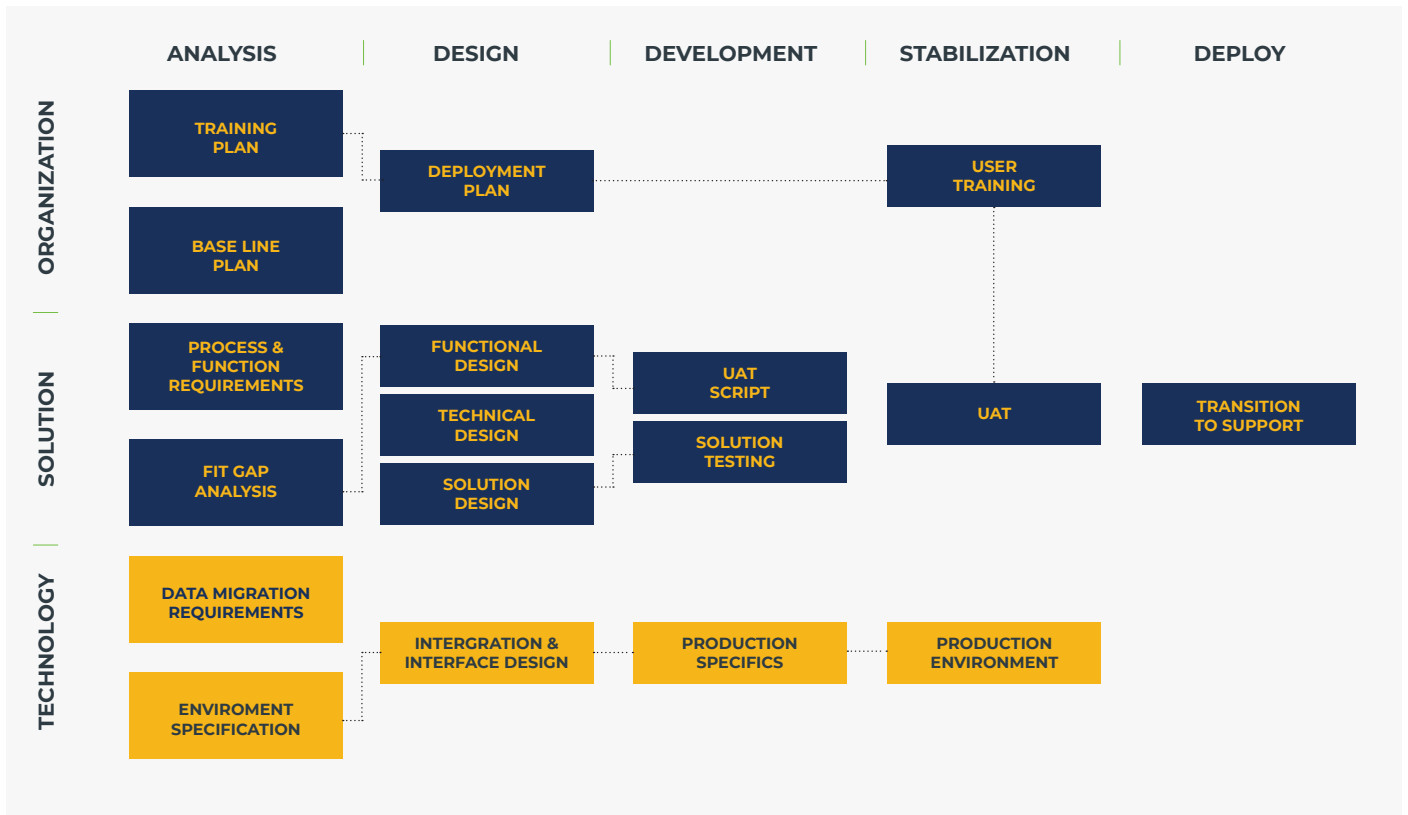 ANALYSIS
DESIGN
DEVELOPMENT
STABILIZATION
DEPLOY
ORGANIZATION
TRAINING
PLAN
DEPLOYMENT
PLAN
USER
TRAINING
BASE LINE
PLAN
SOLUTION
PROCESS &
FUNCTION
REQUIREMENTS
FUNCTIONAL
DESIGN
TECHNICAL
DESIGN
SOLUTION
DESIGN
UAT
SCRIPT
SOLUTION
TESTING
UAT
TRANSITION
TO SUPPORT
FIT GAP
ANALYSIS
TECHNOLOGY
DATA MIGRATION
REQUIREMENTS
INTERGRATION &
INTERFACE DESIGN
PRODUCTION
SPECIFICS
PRODUCTION
ENVIRONMENT
ENVIROMENT
SPECIFICATION